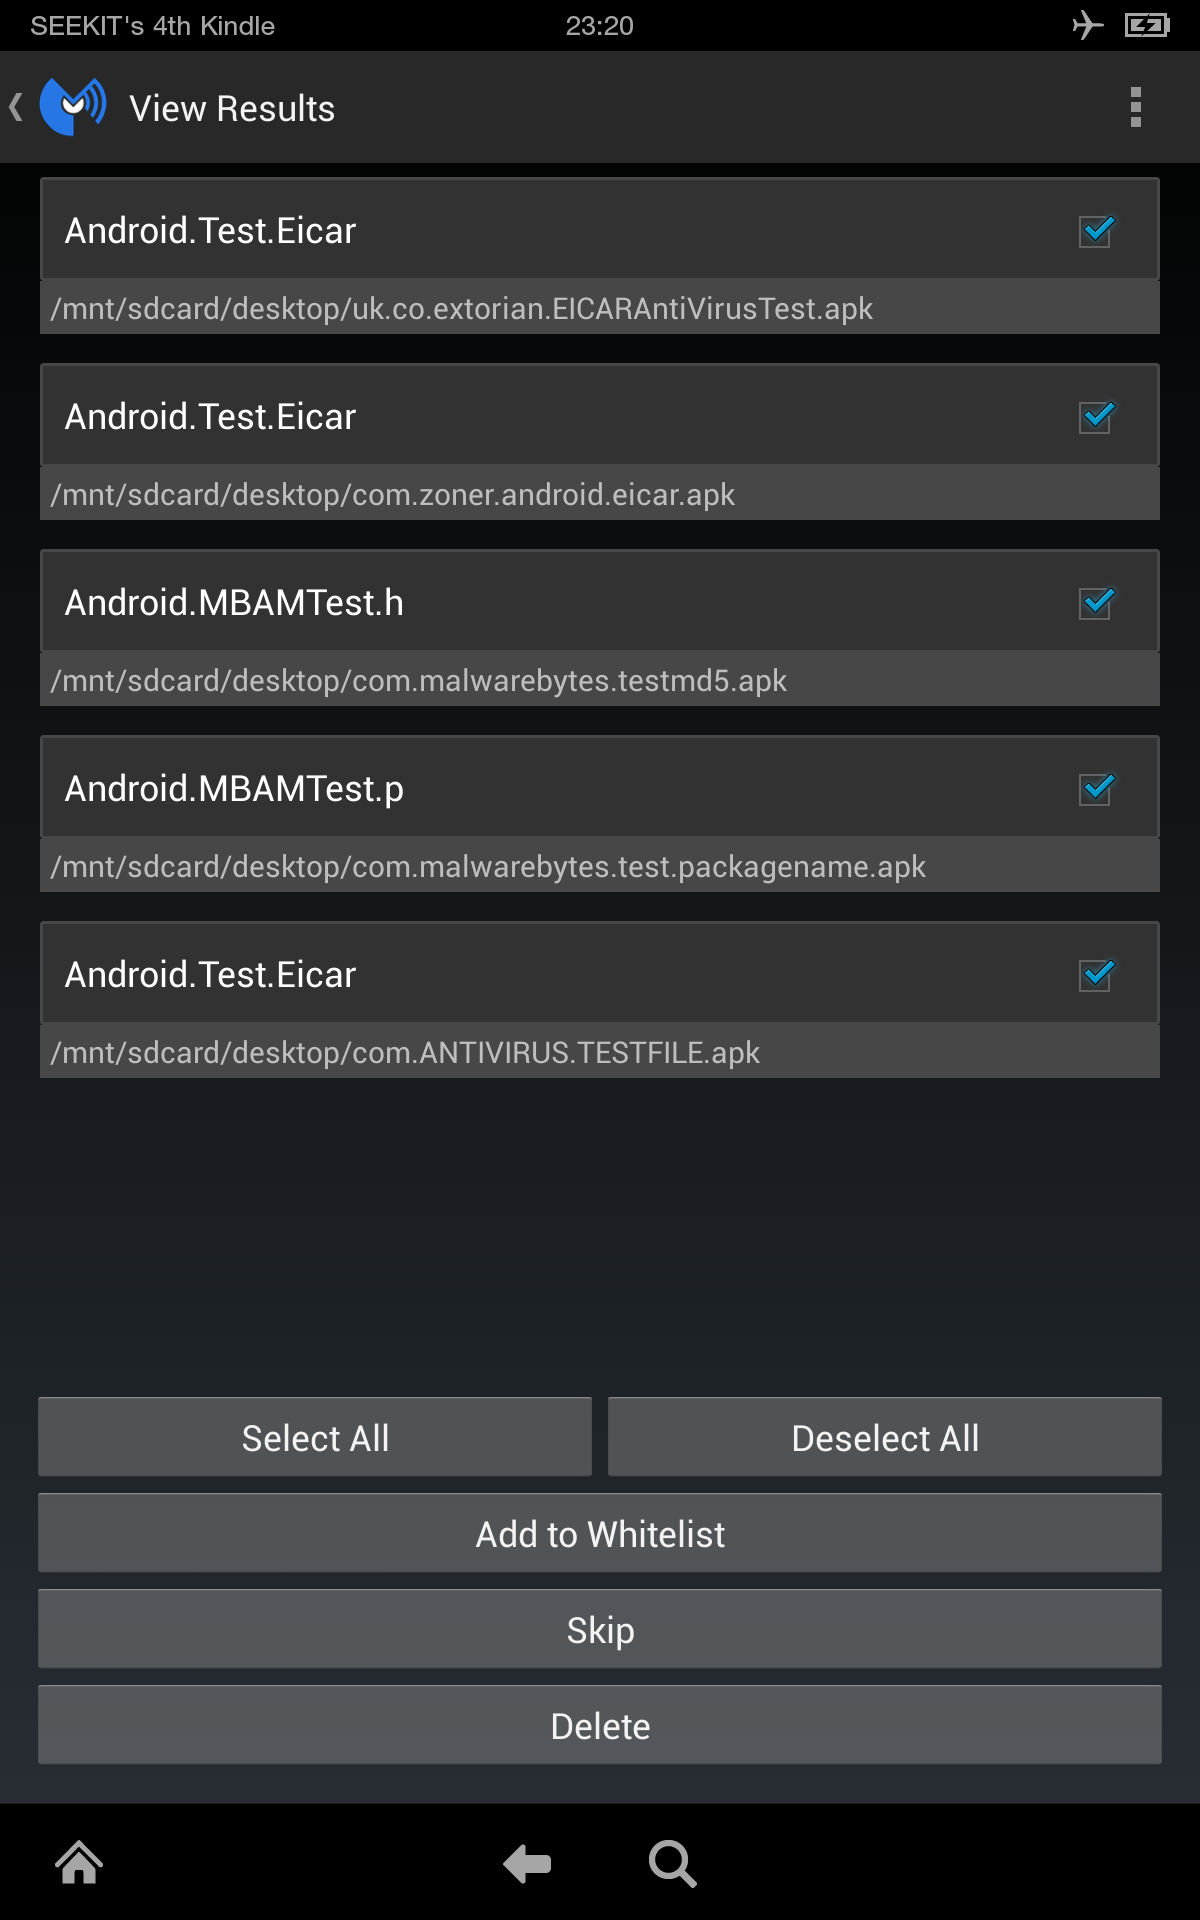 SEEKIT's 4th Kindle 23:20
View Results
Android.Test.Eicar
/mnt/sdcard/desktop/uk.co.extorian.EICARAntiVirusTest.apk
Android.Test.Eicar
/mnt/sdcard/desktop/com.zoner.android.eicar.apk
Android.MBAMTest.h
/mnt/sdcard/desktop/com.malwarebytes.testmd5.apk
Android.MBAMTest.p
/mnt/sdcard/desktop/com.malwarebytes.test.packagename.apk
Android.Test.Eicar
/mnt/sdcard/desktop/com.ANTIVIRUS.TESTFILE.apk
Select All Deselect All
Add to Whitelist
Skip
Delete